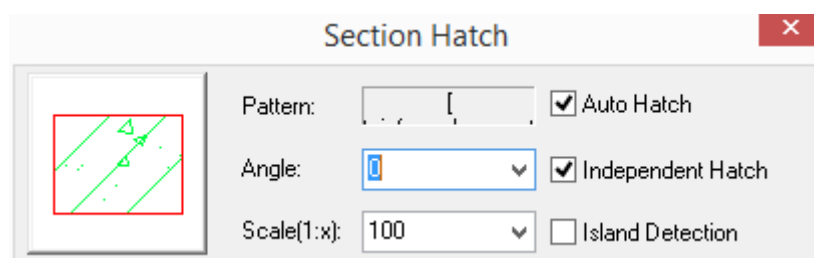 Section Hatch
Pattern: Auto Hatch
Angle: 0 Independent Hatch
Scale(1:x): 100 Island Detection